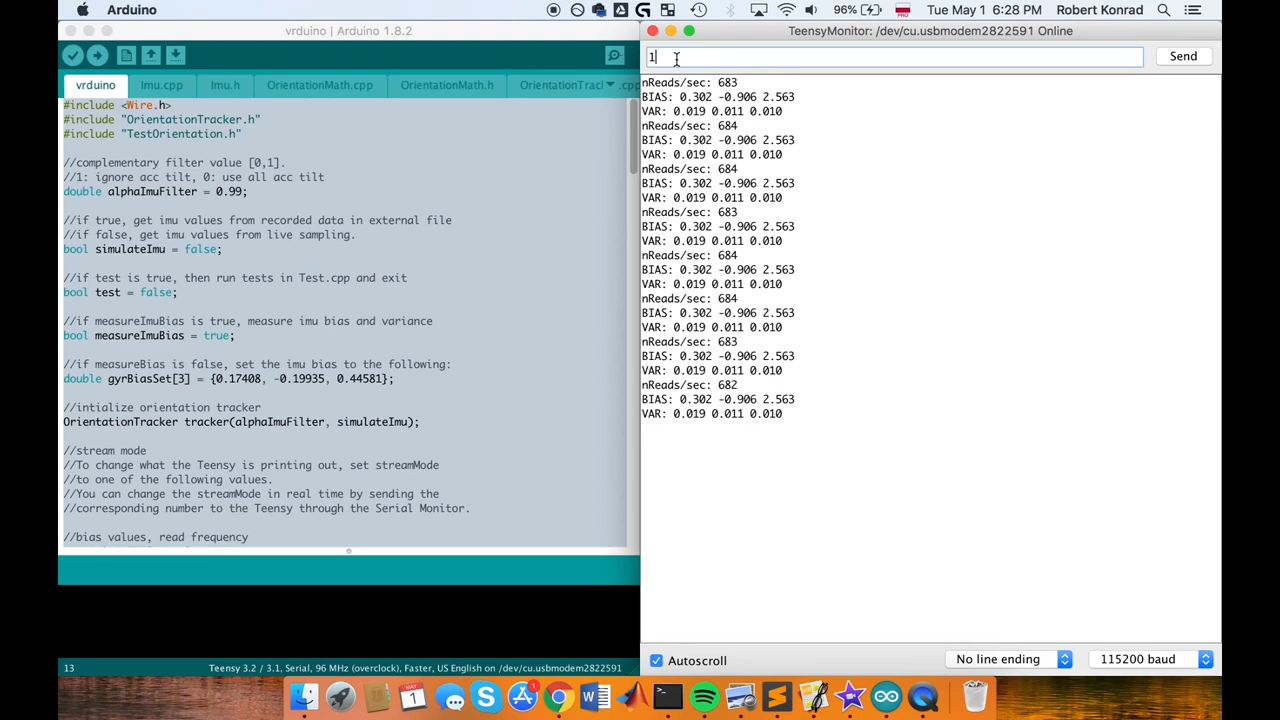 Arduino
96%
Tue May 1 6:28 PM
Robert Konrad
vrduino | Arduino 1.8.2
vrduino
Imu.cpp
Imu.h
OrientationMath.cpp
OrientationMath.h
OrientationTracl
.cpp
#include <Wire.h>
#include "OrientationTracker.h"
#include "TestOrientation.h"
//complementary filter value [0,1].
//1: ignore acc tilt, 0: use all acc tilt
double alphaImuFilter = 0.99;
//if true, get imu values from recorded data in external file
//if false, get imu values from live sampling.
bool simulateImu = false;
//if test is true, then run tests in Test.cpp and exit
bool test = false;
//if measureImuBias is true, measure imu bias and variance
bool measureImuBias = true;
//if measureBias is false, set the imu bias to the following:
double gyrBiasSet[3] = {0.17408, -0.19935, 0.44581};
//intialize orientation tracker
OrientationTracker tracker(alphaImuFilter, simulateImu);
//stream mode
//To change what the Teensy is printing out, set streamMode
//to one of the following values.
//You can change the streamMode in real time by sending the
//corresponding number to the Teensy through the Serial Monitor.
//bias values, read frequency
13
Teensy 3.2 / 3.1, Serial, 96 MHz (overclock), Faster, US English on /dev/cu.usbmodem2822591
TeensyMonitor: /dev/cu.usbmodem2822591 Online
1
Send
nReads/sec: 683
BIAS: 0.302 -0.906 2.563
VAR: 0.019 0.011 0.010
nReads/sec: 684
BIAS: 0.302 -0.906 2.563
VAR: 0.019 0.011 0.010
nReads/sec: 684
BIAS: 0.302 -0.906 2.563
VAR: 0.019 0.011 0.010
nReads/sec: 683
BIAS: 0.302 -0.906 2.563
VAR: 0.019 0.011 0.010
nReads/sec: 684
BIAS: 0.302 -0.906 2.563
VAR: 0.019 0.011 0.010
nReads/sec: 684
BIAS: 0.302 -0.906 2.563
VAR: 0.019 0.011 0.010
nReads/sec: 683
BIAS: 0.302 -0.906 2.563
VAR: 0.019 0.011 0.010
nReads/sec: 682
BIAS: 0.302 -0.906 2.563
VAR: 0.019 0.011 0.010
Autoscroll
No line ending
115200 baud
MAY
1